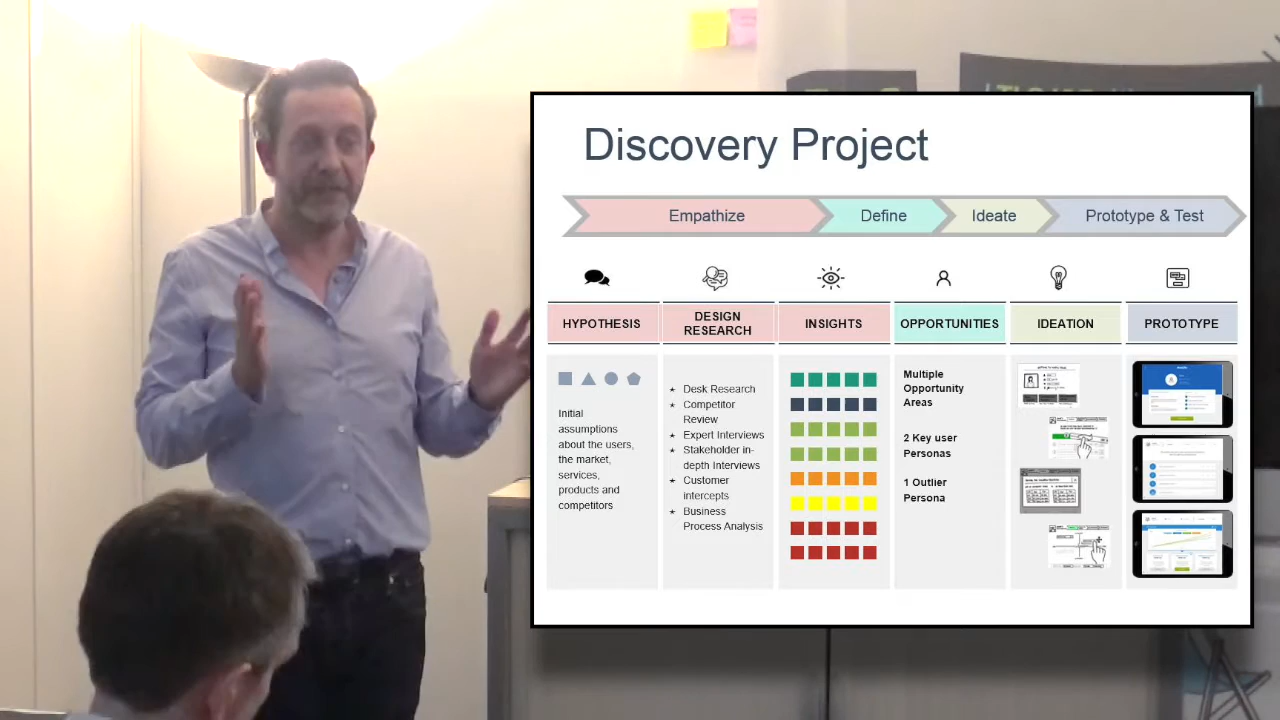 Discovery Project
Empathize
Define
Ideate
Prototype & Test
HYPOTHESIS
DESIGN
RESEARCH
INSIGHTS
OPPORTUNITIES
IDEATION
PROTOTYPE
Initial
assumptions
about the users,
the market,
services,
products and
competitors
Desk Research
Competitor
Review
Expert Interviews
Stakeholder in-
depth Interviews
Customer
intercepts
Business
Process Analysis
Multiple
Opportunity
Areas
2 Key user
Personas
1 Outlier
Persona